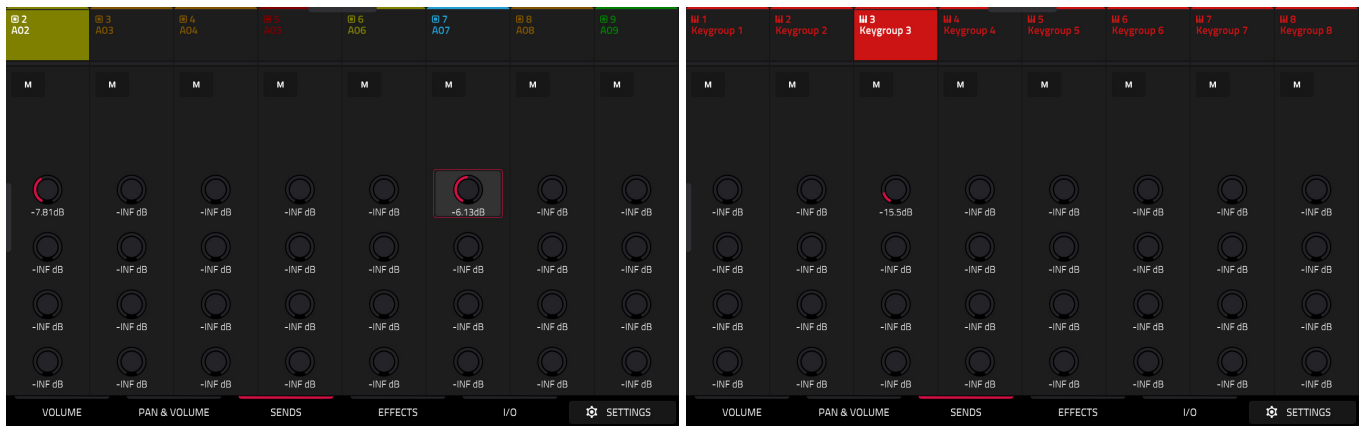 2 3 4 5 6 7 8 9
A02 A03 A04 A05 A06 A07 A08 A09
M M M M M M M M
-7.81dB -INF dB -INF dB -INF dB -INF dB -6.13dB -INF dB -INF dB
-INF dB -INF dB -INF dB -INF dB -INF dB -INF dB -INF dB -INF dB
-INF dB -INF dB -INF dB -INF dB -INF dB -INF dB -INF dB -INF dB
-INF dB -INF dB -INF dB -INF dB -INF dB -INF dB -INF dB -INF dB
VOLUME PAN & VOLUME SENDS EFFECTS I/O SETTINGS
1 2 3 4 5 6 7 8
Keygroup 1 Keygroup 2 Keygroup 3 Keygroup 4 Keygroup 5 Keygroup 6 Keygroup 7 Keygroup 8
M M M M M M M M
-INF dB -INF dB -15.5dB -INF dB -INF dB -INF dB -INF dB -INF dB
-INF dB -INF dB -INF dB -INF dB -INF dB -INF dB -INF dB -INF dB
-INF dB -INF dB -INF dB -INF dB -INF dB -INF dB -INF dB -INF dB
-INF dB -INF dB -INF dB -INF dB -INF dB -INF dB -INF dB -INF dB
VOLUME PAN & VOLUME SENDS EFFECTS I/O SETTINGS